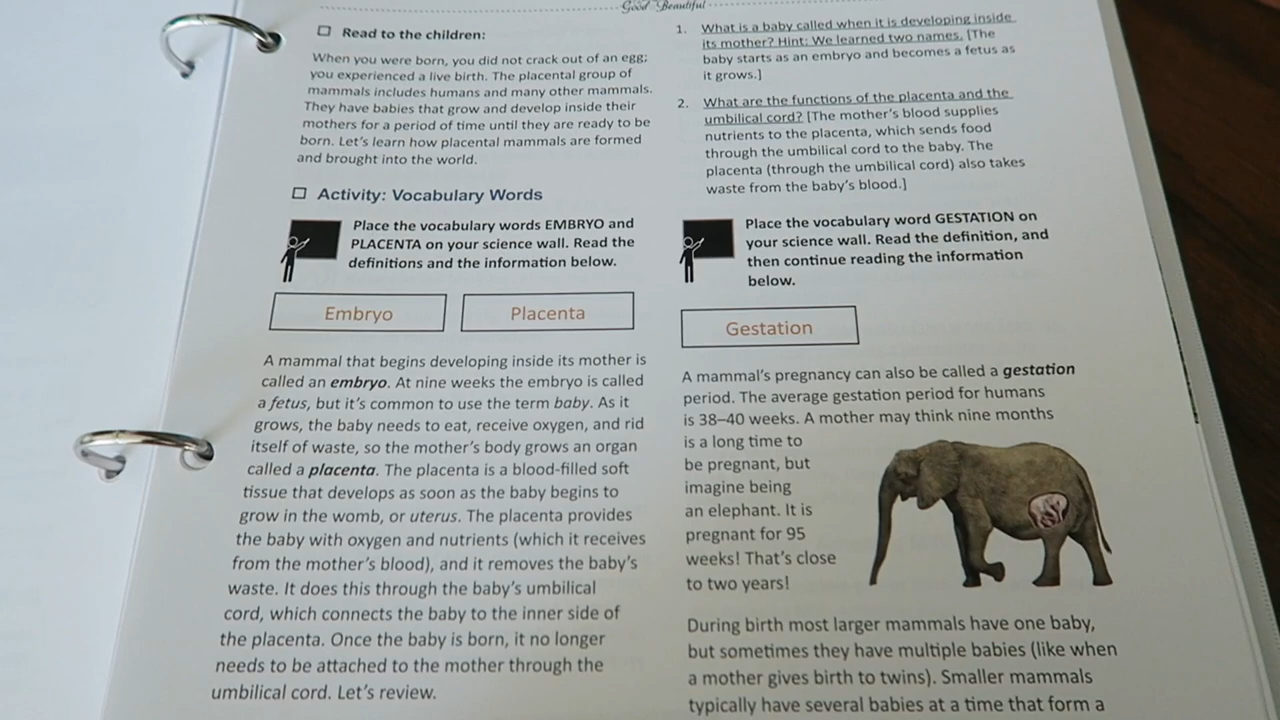 Good Beautiful
Read to the children:
When you were born, you did not crack out of an egg;
you experienced a live birth. The placental group of
mammals includes humans and many other mammals.
They have babies that grow and develop inside their
mothers for a period of time until they are ready to be
born. Let's learn how placental mammals are formed
and brought into the world.
Activity: Vocabulary Words
Place the vocabulary words EMBRYO and
PLACENTA on your science wall. Read the
definitions and the information below.
Embryo
Placenta
A mammal that begins developing inside its mother is
called an embryo. At nine weeks the embryo is called
a fetus, but it's common to use the term baby. As it
grows, the baby needs to eat, receive oxygen, and rid
itself of waste, so the mother's body grows an organ
called a placenta. The placenta is a blood-filled soft
tissue that develops as soon as the baby begins to
grow in the womb, or uterus. The placenta provides
the baby with oxygen and nutrients (which it receives
from the mother's blood), and it removes the baby's
waste. It does this through the baby's umbilical
cord, which connects the baby to the inner side of
the placenta. Once the baby is born, it no longer
needs to be attached to the mother through the
umbilical cord. Let's review.
1. What is a baby called when it is developing inside
its mother? Hint: We learned two names. [The
baby starts as an embryo and becomes a fetus as
it grows.]
2. What are the functions of the placenta and the
umbilical cord? [The mother's blood supplies
nutrients to the placenta, which sends food
through the umbilical cord to the baby. The
placenta (through the umbilical cord) also takes
waste from the baby's blood.]
Place the vocabulary word GESTATION on
your science wall. Read the definition, and
then continue reading the information
below.
Gestation
A mammal's pregnancy can also be called a gestation
period. The average gestation period for humans
is 38–40 weeks. A mother may think nine months
is a long time to
be pregnant, but
imagine being
an elephant. It is
pregnant for 95
weeks! That's close
to two years!
During birth most larger mammals have one baby,
but sometimes they have multiple babies (like when
a mother gives birth to twins). Smaller mammals
typically have several babies at a time that form a